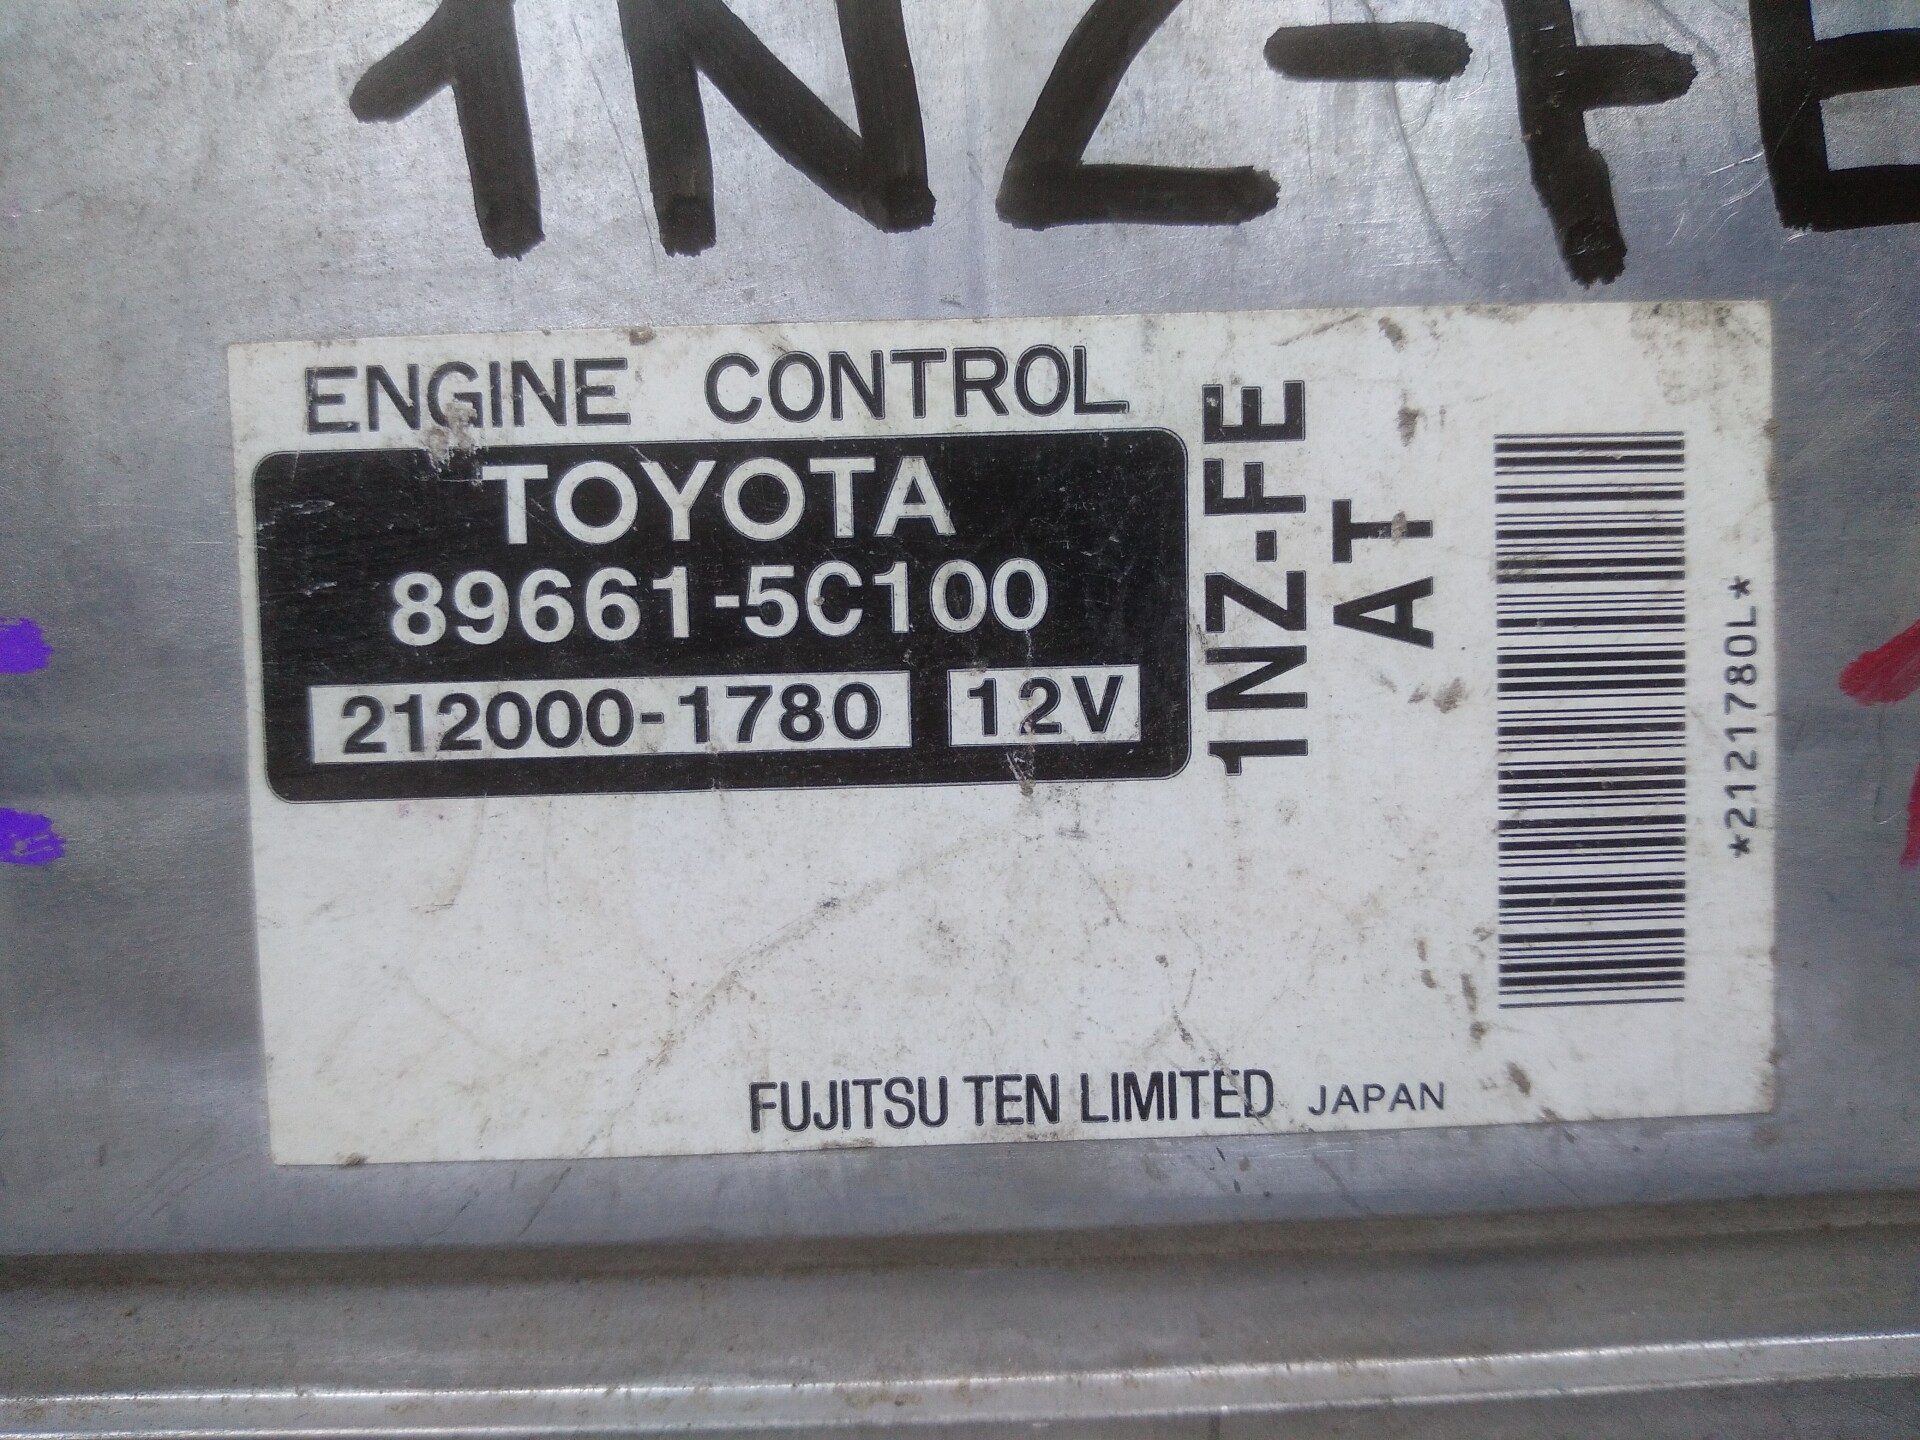 1NZ-FE
ENGINE CONTROL
TOYOTA
89661-5C100
212000-1780 12V
1NZ-FE
AT
*2121780L*
FUJITSU TEN LIMITED JAPAN